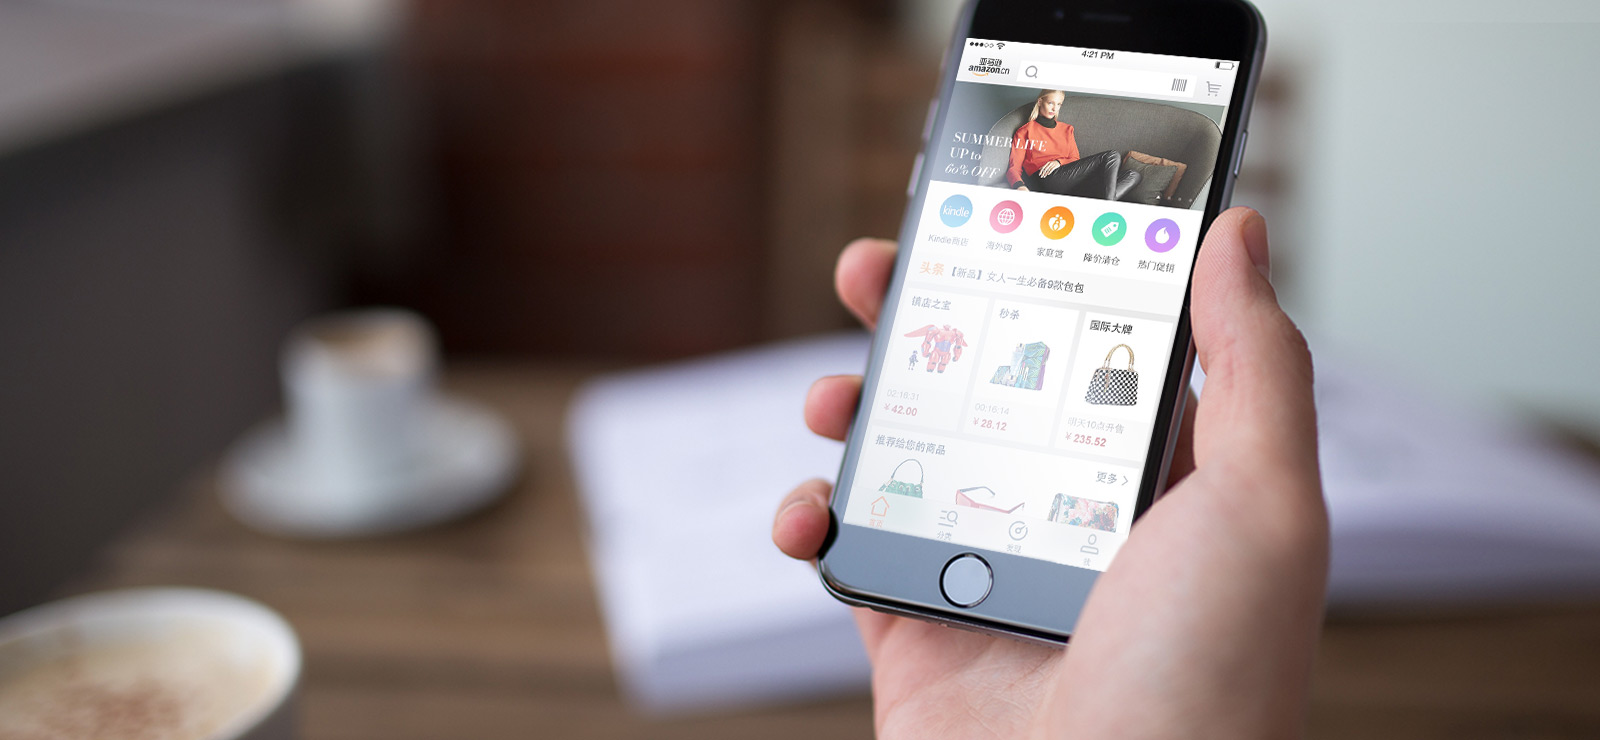 4:21 PM
亚马逊
amazon.cn
SUMMER LIFE
UP to
60% OFF
kindle
Kindle商店
海外购
家庭馆
降价清仓
热门促销
头条 【新品】女人一生必备9款包包
镇店之宝
秒杀
国际大牌
02:16:31
¥ 42.00
00:16:14
¥ 28.12
明天10点开售
¥ 235.52
推荐给您的商品
更多
分类
发现
我